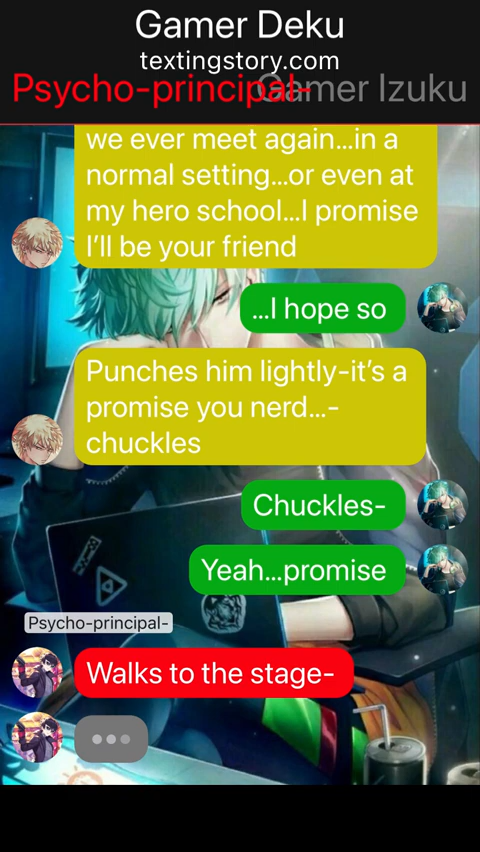 Gamer Deku
textingstory.com
Psycho-principal-
Gamer Izuku
we ever meet again...in a
normal setting...or even at
my hero school...I promise
I'll be your friend
...I hope so
Punches him lightly-it's a
promise you nerd...-
chuckles
Chuckles-
Yeah...promise
Psycho-principal-
Walks to the stage-